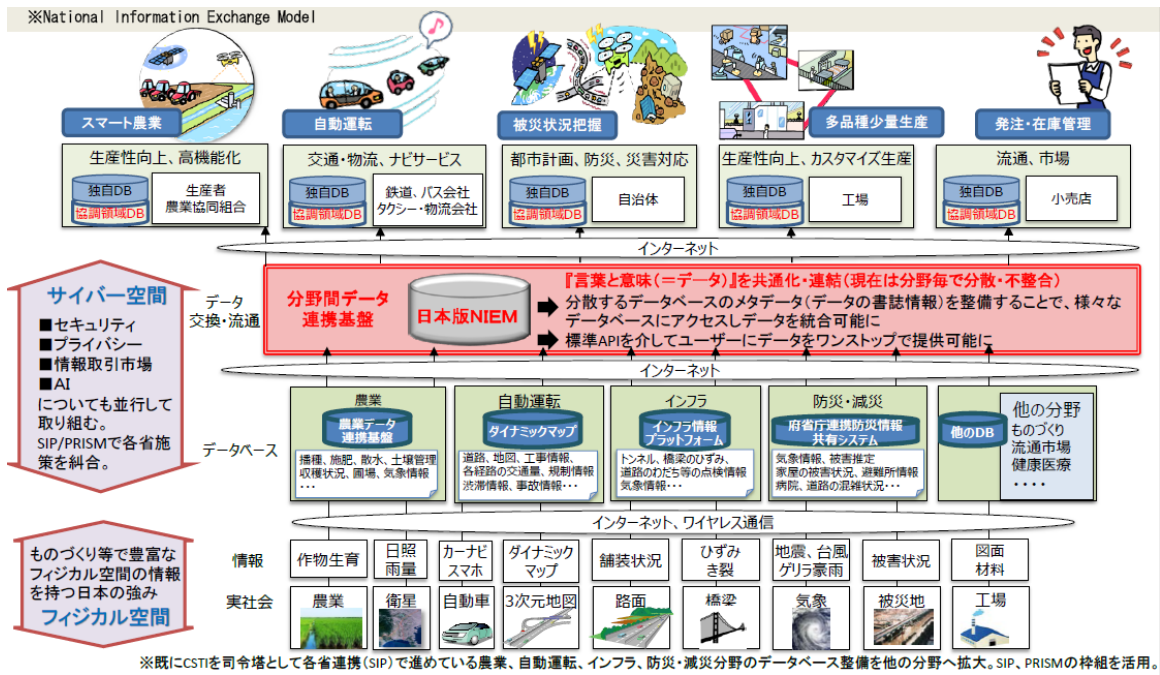 ※National Information Exchange Model
スマート農業
自動運転
被災状況把握
多品種少量生産
発注・在庫管理
生産性向上、高機能化
独自DB
協調領域DB
生産者
農業協同組合
交通・物流、ナビサービス
独自DB
協調領域DB
鉄道、バス会社
タクシー・物流会社
都市計画、防災、災害対応
独自DB
協調領域DB
自治体
生産性向上、カスタマイズ生産
独自DB
協調領域DB
工場
流通、市場
独自DB
協調領域DB
小売店
インターネット
サイバー空間
■セキュリティ
■プライバシー
■情報取引市場
■AI
についても並行して
取り組む。
SIP/PRISMで各省施
策を糾合。
データ
交換・流通
分野間データ
連携基盤
日本版NIEM
『言葉と意味(=データ)』を共通化・連結(現在は分野毎で分散・不整合)
分散するデータベースのメタデータ(データの書誌情報)を整備することで、様々な
データベースにアクセスしデータを統合可能に
標準APIを介してユーザーにデータをワンストップで提供可能に
インターネット
データベース
農業
農業データ
連携基盤
播種、施肥、散水、土壌管理
収穫状況、圃場、気象情報
・・・
自動運転
ダイナミックマップ
道路、地図、工事情報、
各経路の交通量、規制情報
渋滞情報、事故情報・・・
インフラ
インフラ情報
プラットフォーム
トンネル、橋梁のひずみ、
道路のわだち等の点検情報
気象情報・・・
防災・減災
府省庁連携防災情報
共有システム
気象情報、被害推定
家屋の被害状況、避難所情報
病院、道路の混雑状況・・・
他のDB
他の分野
ものづくり
流通市場
健康医療
・・・・
インターネット、ワイヤレス通信
ものづくり等で豊富な
フィジカル空間の情報
を持つ日本の強み
フィジカル空間
情報
作物生育
日照
雨量
カーナビ
スマホ
ダイナミック
マップ
舗装状況
ひずみ
き裂
地震、台風
ゲリラ豪雨
被害状況
図面
材料
実社会
農業
衛星
自動車
3次元地図
路面
橋梁
気象
被災地
工場
※既にCSTIを司令塔として各省連携(SIP)で進めている農業、自動運転、インフラ、防災・減災分野のデータベース整備を他の分野へ拡大。SIP、PRISMの枠組を活用。